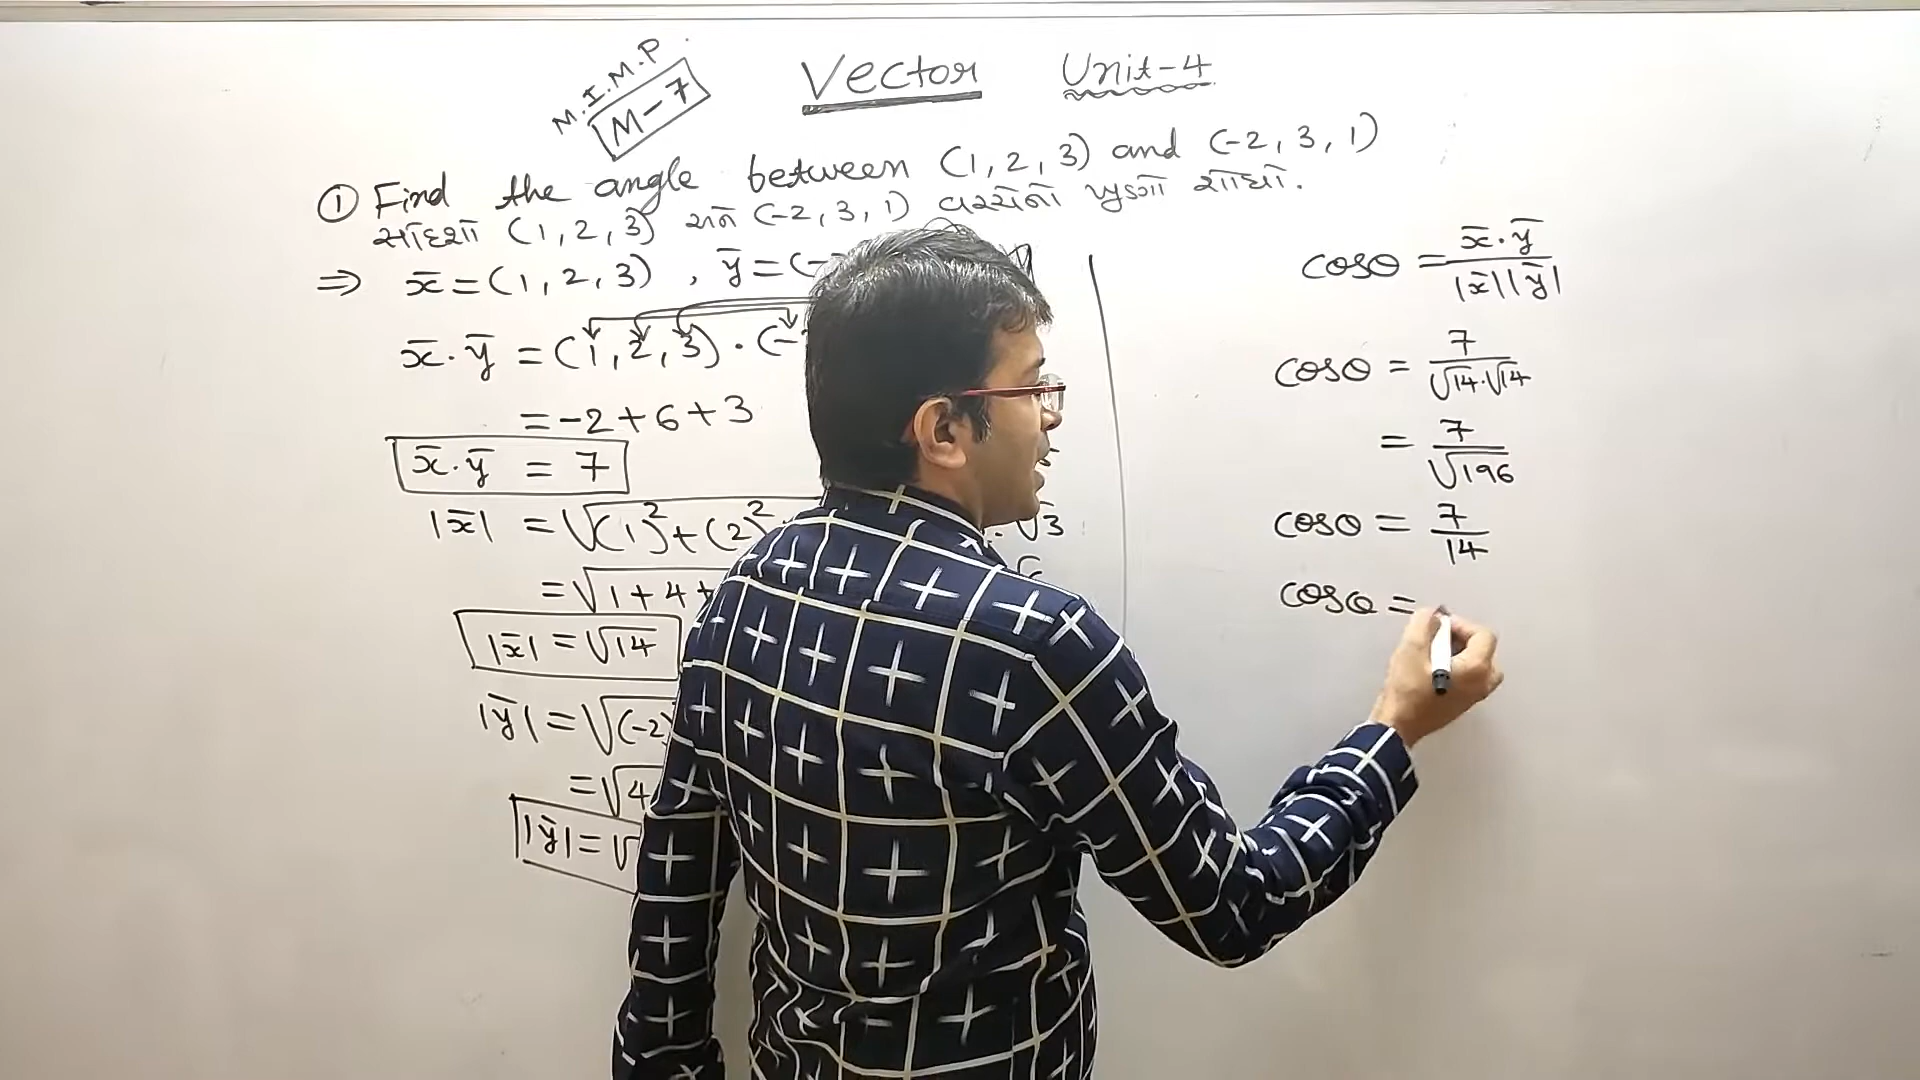 M.I.M.P
M-7
Vector Unit-4
① Find the angle between (1, 2, 3) and (-2, 3, 1)
સદિશો (1, 2, 3) અને (-2, 3, 1) વચ્ચેનો ખૂણો શોધો.
⇒ x̄ = (1, 2, 3) , ȳ = (-
x̄ . ȳ = (1, 2, 3) . (-
= -2 + 6 + 3
x̄ . ȳ = 7
|x̄| = √(1)² + (2)²
= √1 + 4 +
|x̄| = √14
|ȳ| = √(-2)
= √4
|ȳ| = √
cosθ = x̄ . ȳ / |x̄| |ȳ|
cosθ = 7 / √14 . √14
= 7 / √196
cosθ = 7 / 14
cosθ =